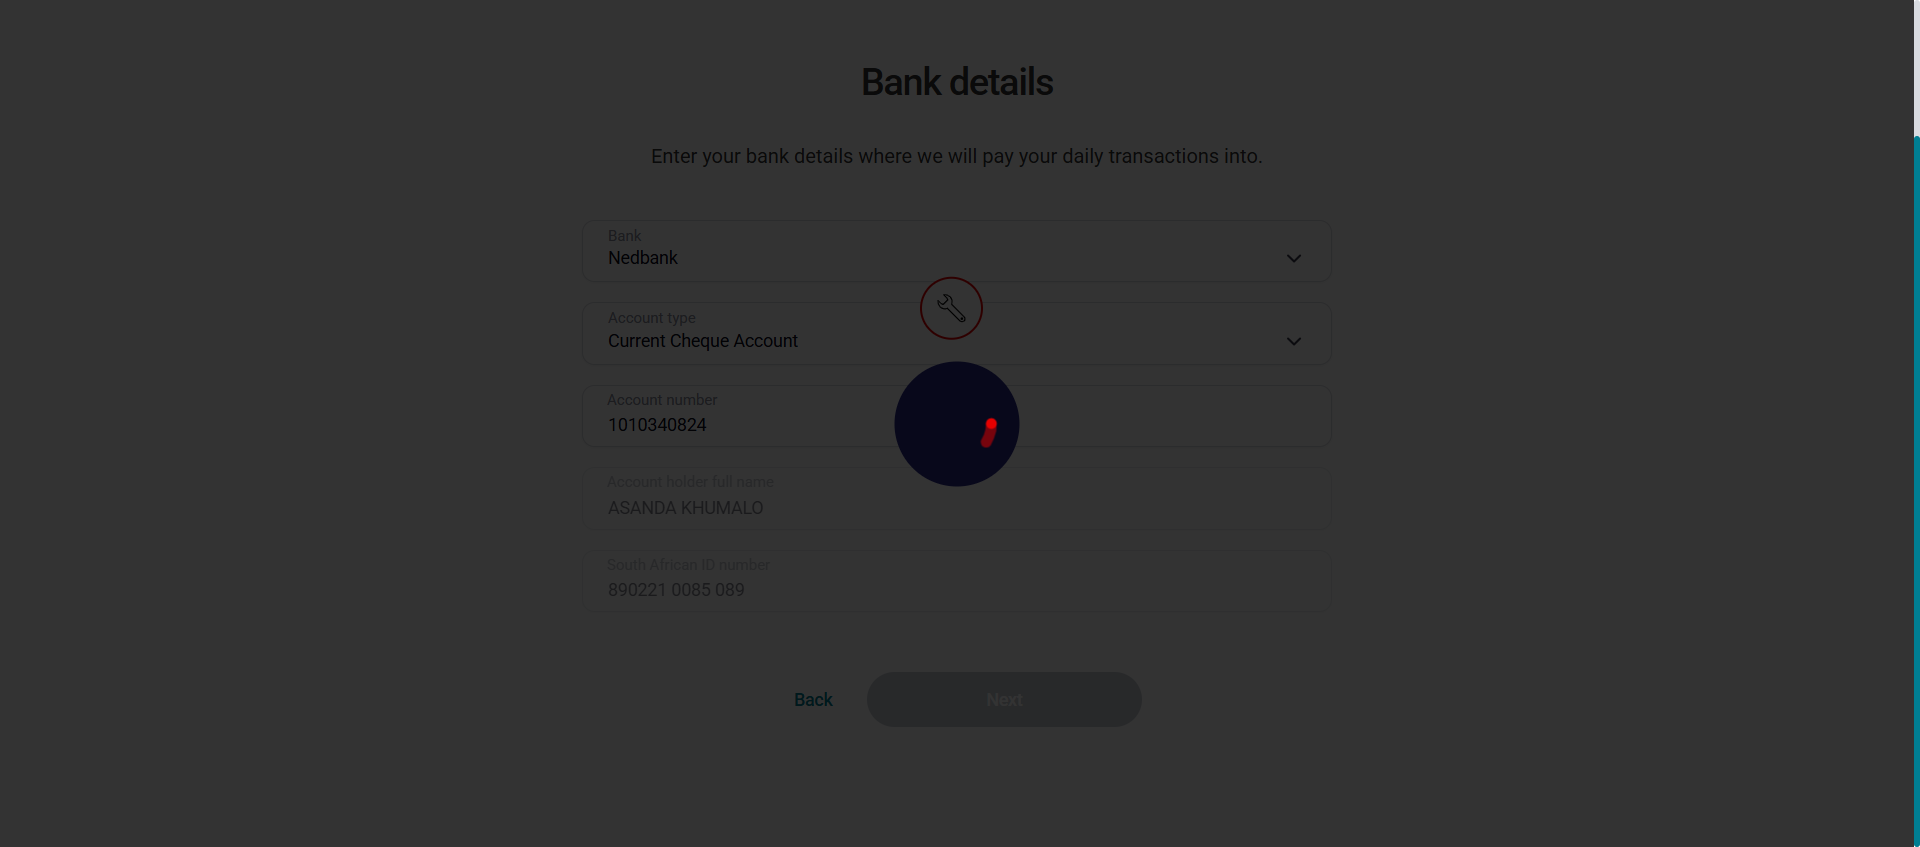 Bank details
Enter your bank details where we will pay your daily transactions into.
Bank
Nedbank
Account type
Current Cheque Account
Account number
1010340824
Account holder full name
ASANDA KHUMALO
South African ID number
890221 0085 089
Back
Next